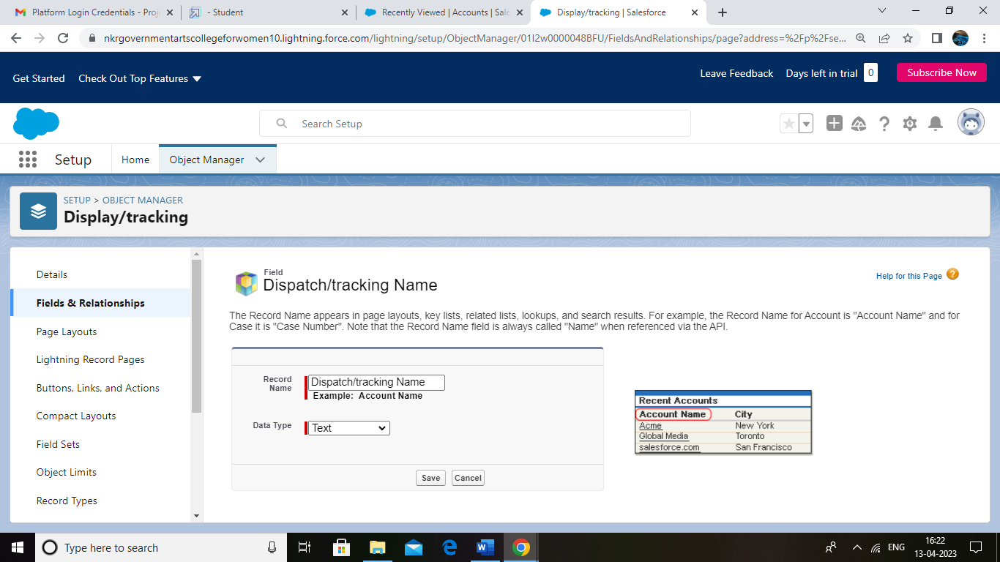 Platform Login Credentials - Proj
- Student
Recently Viewed | Accounts | Sale
Display/tracking | Salesforce
nkrgovernmentartscollegeforwomen10.lightning.force.com/lightning/setup/ObjectManager/01I2w0000048BFU/FieldsAndRelationships/page?address=%2Fp%2Fse...
Get Started
Check Out Top Features
Leave Feedback
Days left in trial
0
Subscribe Now
Search Setup
Setup
Home
Object Manager
SETUP > OBJECT MANAGER
Display/tracking
Details
Fields & Relationships
Page Layouts
Lightning Record Pages
Buttons, Links, and Actions
Compact Layouts
Field Sets
Object Limits
Record Types
Field
Dispatch/tracking Name
Help for this Page
?
The Record Name appears in page layouts, key lists, related lists, lookups, and search results. For example, the Record Name for Account is "Account Name" and for
Case it is "Case Number". Note that the Record Name field is always called "Name" when referenced via the API.
Record
Name
Dispatch/tracking Name
Example: Account Name
Data Type
Text
Save
Cancel
Recent Accounts
Account Name City
Acme New York
Global Media Toronto
salesforce.com San Francisco
Type here to search
ENG
16:22
13-04-2023